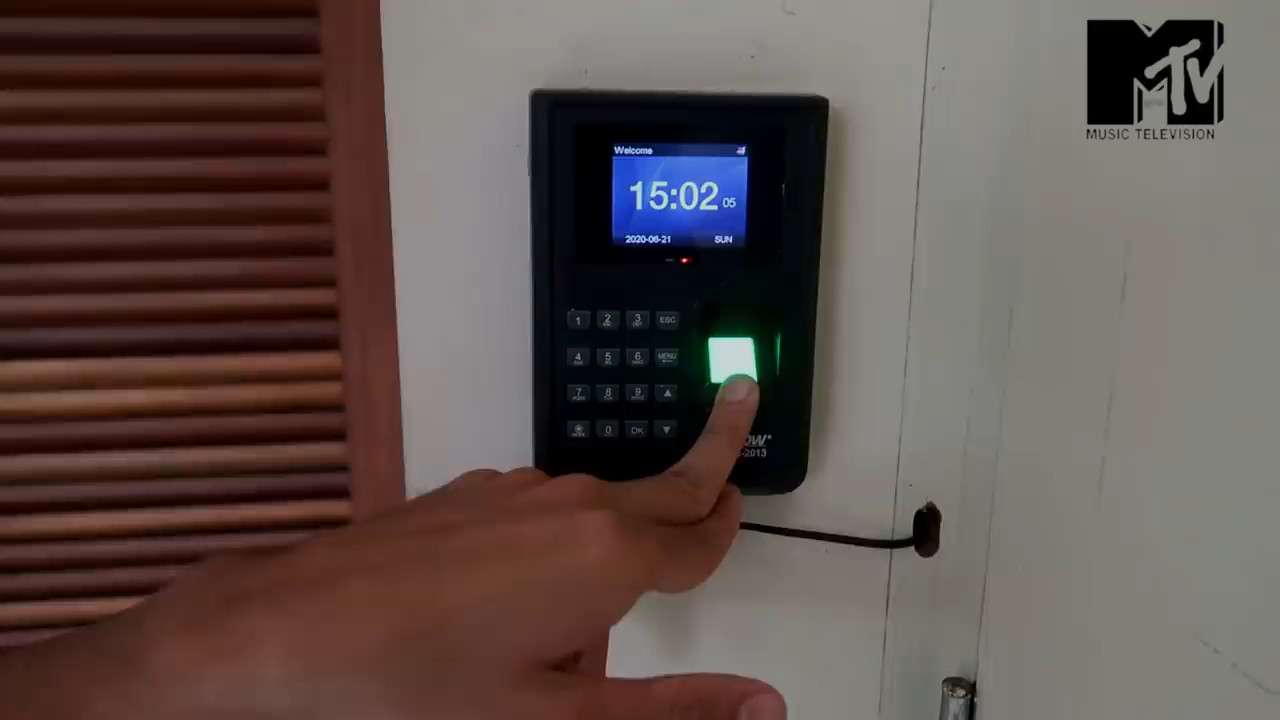 MTV
MUSIC TELEVISION
Welcome
15:02 05
2020-06-21 SUN
1 2 3 ESC
4 5 6 MENU
7 8 9
0 OK
-2013